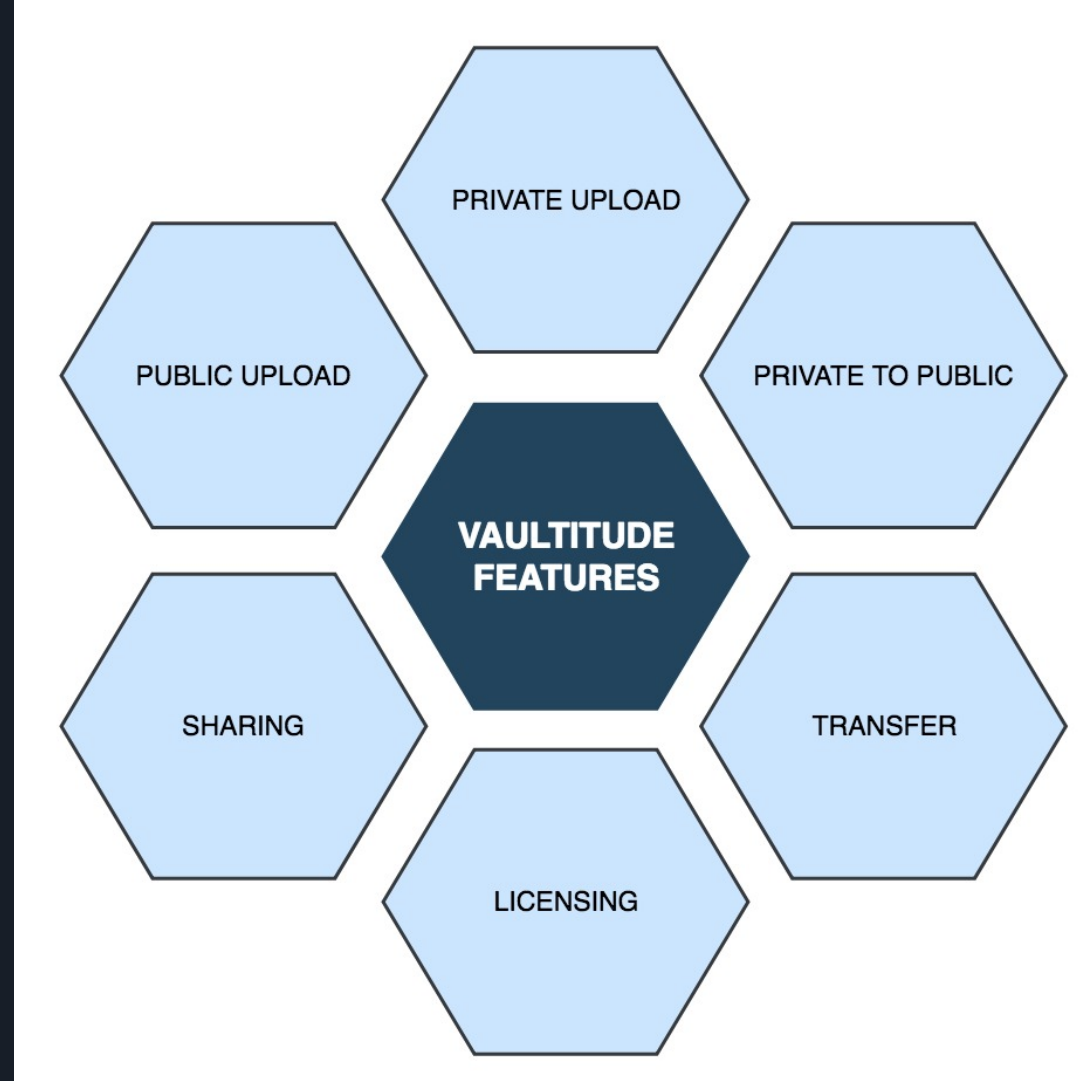 PRIVATE UPLOAD
PUBLIC UPLOAD
PRIVATE TO PUBLIC
VAULTITUDE
FEATURES
SHARING
TRANSFER
LICENSING